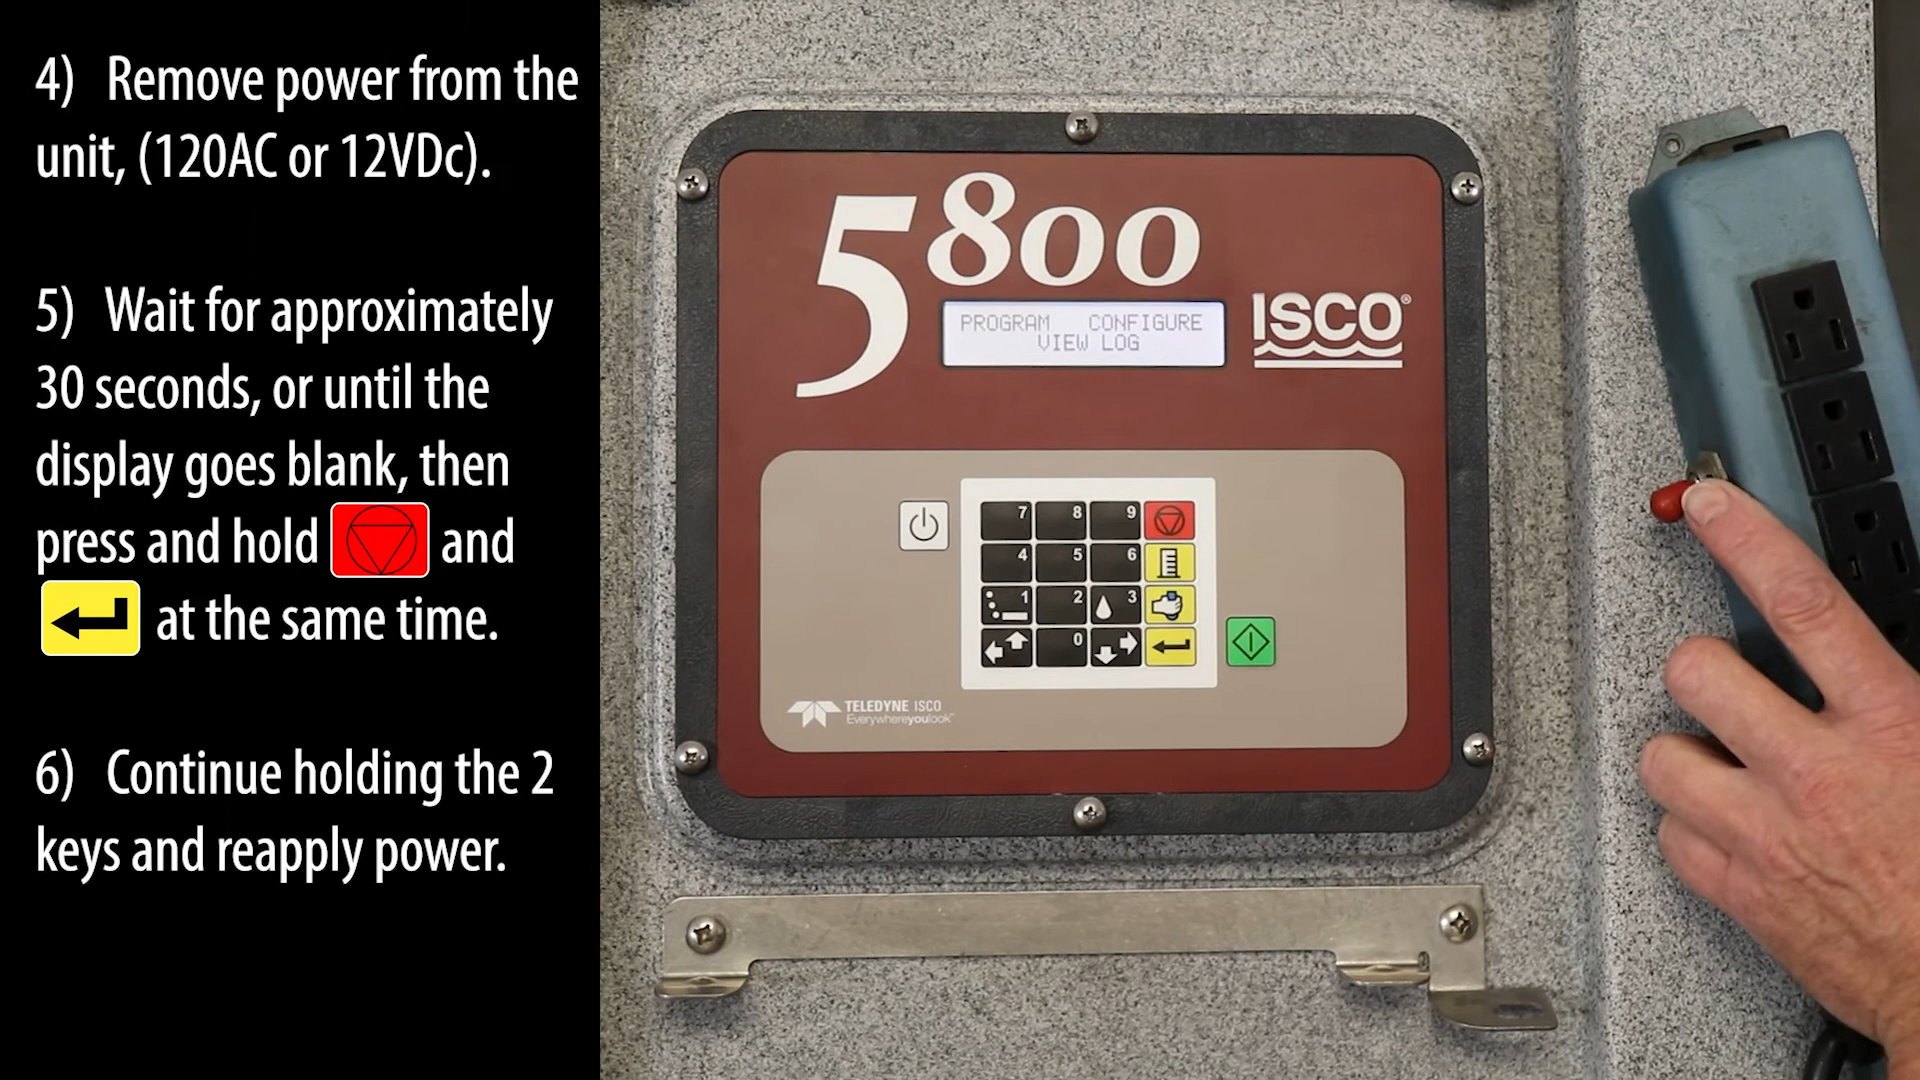 4) Remove power from the
unit, (120AC or 12VDc).
5) Wait for approximately
30 seconds, or until the
display goes blank, then
press and hold and
at the same time.
6) Continue holding the 2
keys and reapply power.
5800
PROGRAM CONFIGURE
VIEW LOG
ISCO®
7 8 9
4 5 6
1 2 3
0
TELEDYNE ISCO
Everywhereyoulook™